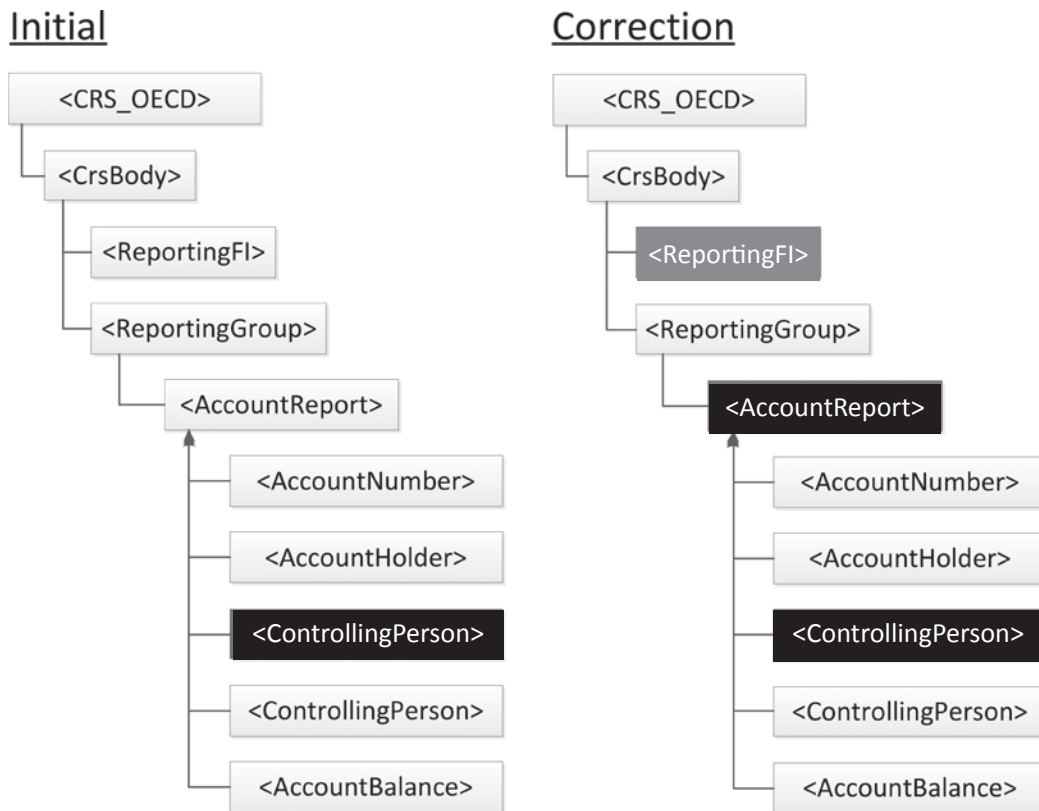 Initial
<CRS_OECD>
<CrsBody>
<ReportingFI>
<ReportingGroup>
<AccountReport>
<AccountNumber>
<AccountHolder>
<ControllingPerson>
<ControllingPerson>
<AccountBalance>
Correction
<CRS_OECD>
<CrsBody>
<ReportingFI>
<ReportingGroup>
<AccountReport>
<AccountNumber>
<AccountHolder>
<ControllingPerson>
<ControllingPerson>
<AccountBalance>